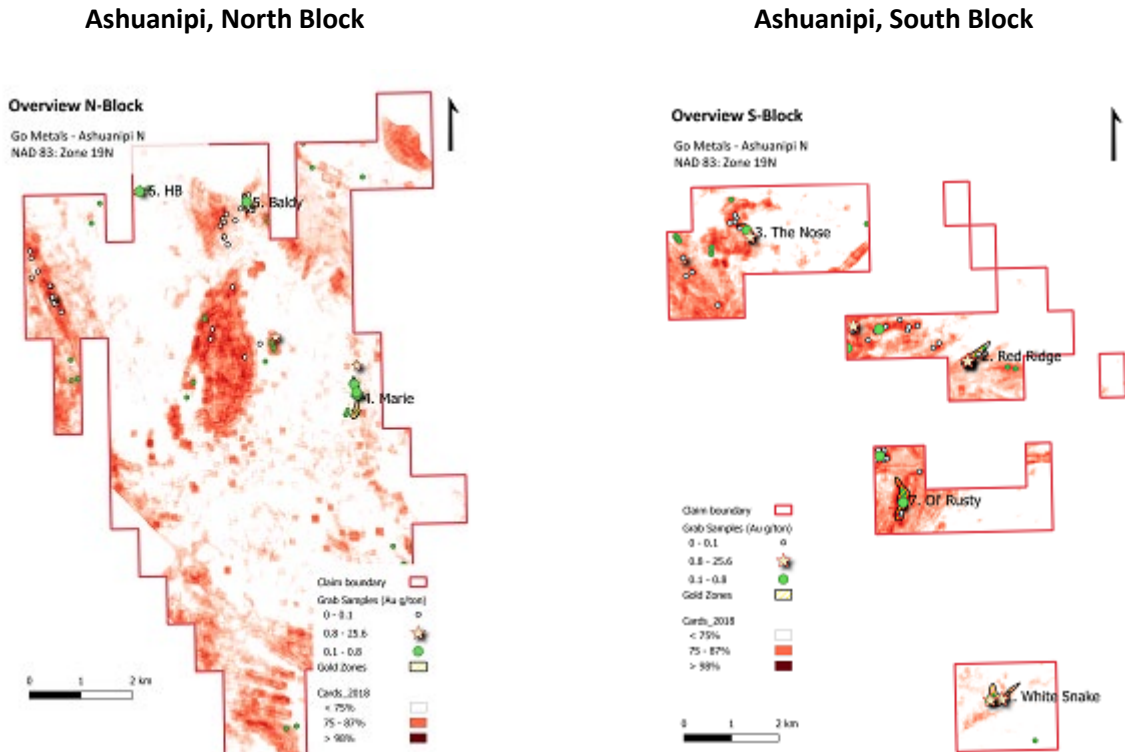 Ashuanipi, North Block
Overview N-Block
Go Metals - Ashuanipi N
NAD 83: Zone 19N
5. HB
5. Baldy
4. Marie
Claim boundary
Grab Samples (Au g/ton)
0 - 0.1
0.8 - 25.6
0.1 - 0.8
Gold Zones
Cards_2018
< 75%
75 - 87%
> 98%
0 1 2 km
Ashuanipi, South Block
Overview S-Block
Go Metals - Ashuanipi N
NAD 83: Zone 19N
3. The Nose
2. Red Ridge
7. Ol' Rusty
White Snake
Claim boundary
Grab Samples (Au g/ton)
0 - 0.1
0.8 - 25.6
0.1 - 0.8
Gold Zones
Cards_2018
< 75%
75 - 87%
> 98%
0 1 2 km